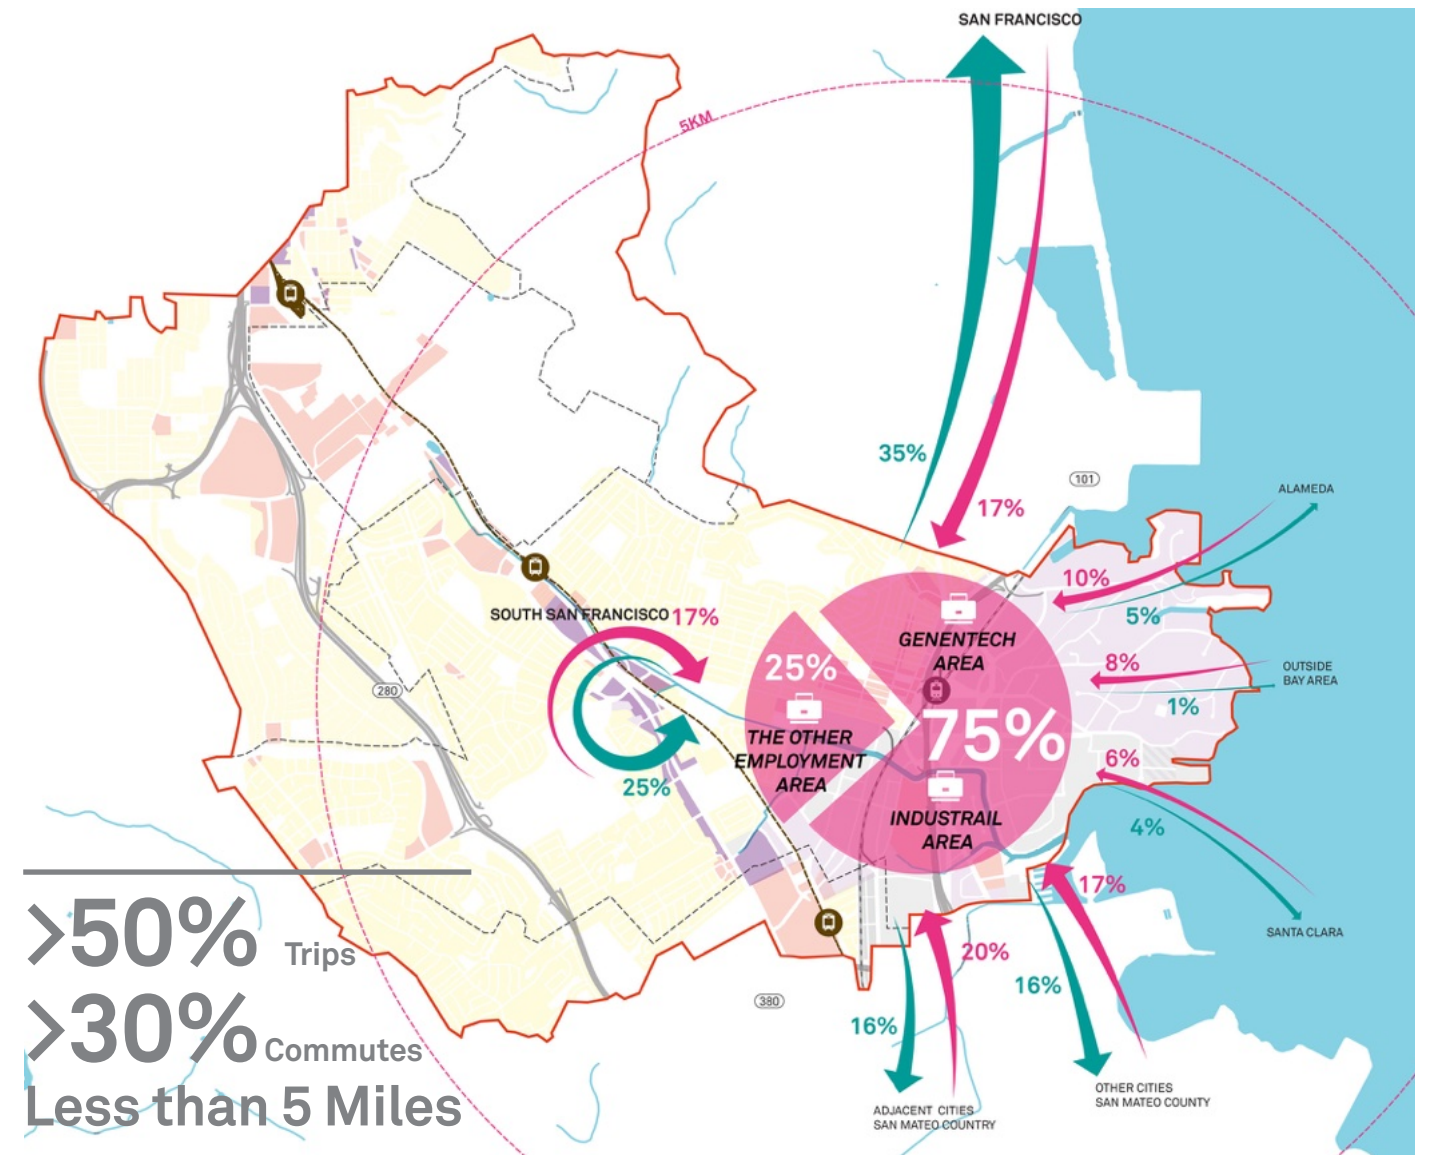 SAN FRANCISCO
5KM
35%
17%
101
ALAMEDA
10%
5%
SOUTH SAN FRANCISCO 17%
25%
GENENTECH
AREA
25%
THE OTHER
EMPLOYMENT
AREA
75%
INDUSTRAIL
AREA
8%
OUTSIDE
BAY AREA
1%
280
6%
4%
SANTA CLARA
17%
20%
16%
16%
380
OTHER CITIES
SAN MATEO COUNTY
ADJACENT CITIES
SAN MATEO COUNTRY
>50% Trips
>30% Commutes
Less than 5 Miles